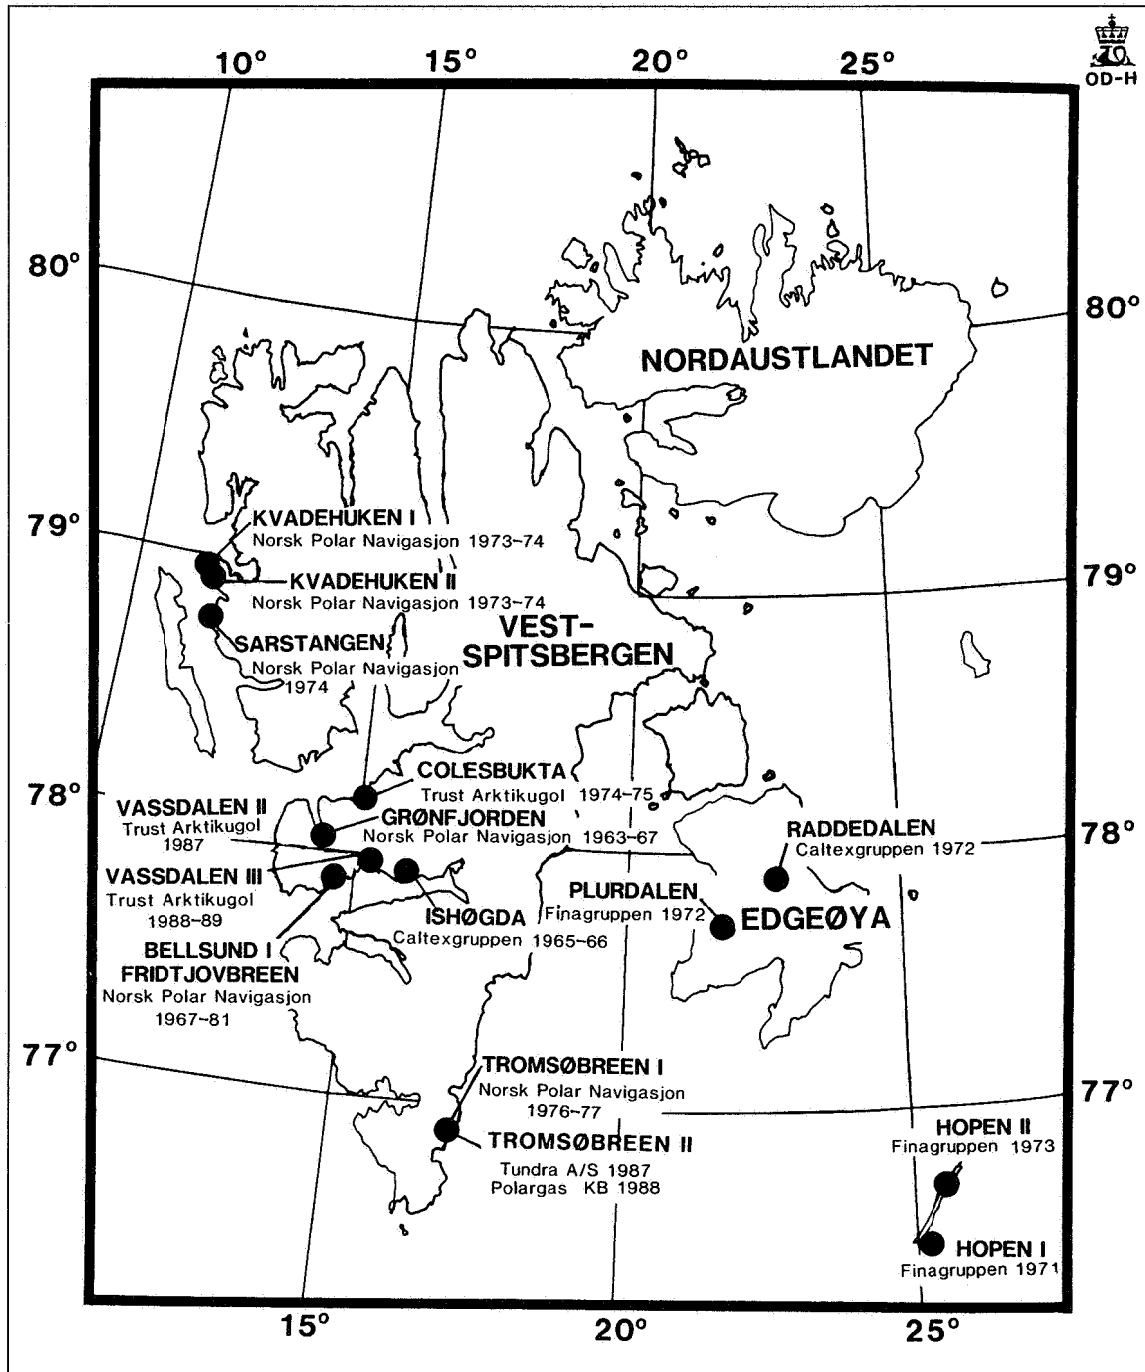 10° 15° 20° 25°
OD-H
80°
80°
NORDAUSTLANDET
79°
79°
KVADEHUKEN I
Norsk Polar Navigasjon 1973-74
KVADEHUKEN II
Norsk Polar Navigasjon 1973-74
VEST-
SPITSBERGEN
SARSTANGEN
Norsk Polar Navigasjon
1974
78°
78°
COLESBUKTA
Trust Arktikugol 1974-75
VASSDALEN II
Trust Arktikugol
1987
GRØNFJORDEN
Norsk Polar Navigasjon 1963-67
RADDEDALEN
Caltexgruppen 1972
VASSDALEN III
Trust Arktikugol
1988-89
PLURDALEN
Finagruppen 1972
EDGEØYA
ISHØGDA
Caltexgruppen 1965-66
BELLSUND I
FRIDTJOVBREEN
Norsk Polar Navigasjon
1967-81
77°
77°
TROMSØBREEN I
Norsk Polar Navigasjon
1976-77
TROMSØBREEN II
Tundra A/S 1987
Polargas KB 1988
HOPEN II
Finagruppen 1973
HOPEN I
Finagruppen 1971
15° 20° 25°